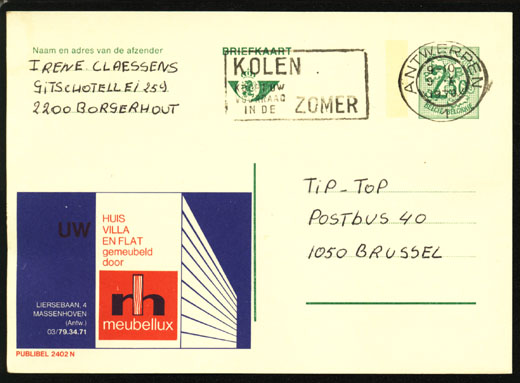 Naam en adres van de afzender
IRENE CLAESSENS
GITSCHOTELLEI 259
2200 BORGERHOUT
BRIEFKAART
KOLEN
UW
VOORRAAD
IN DE ZOMER
ANTWERPEN
BELGIE-BELGIQUE
TIP-TOP
POSTBUS 40
1050 BRUSSEL
UW
HUIS
VILLA
EN FLAT
gemeubeld
door
m
meubellux
LIERSEBAAN, 4
MASSENHOVEN
(Antw.)
03/79.34.71
PUBLIBEL 2402 N